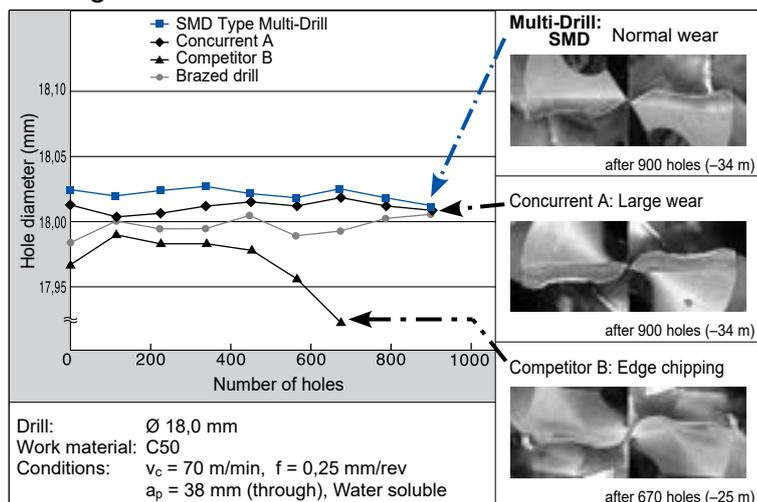 SMD Type Multi-Drill
Concurrent A
Competitor B
Brazed drill
Hole diameter (mm)
18,10
18,05
18,00
17,95
0 200 400 600 800 1000
Number of holes
Multi-Drill: SMD Normal wear
after 900 holes (–34 m)
Concurrent A: Large wear
after 900 holes (–34 m)
Competitor B: Edge chipping
after 670 holes (–25 m)
Drill: Ø 18,0 mm
Work material: C50
Conditions: vc = 70 m/min, f = 0,25 mm/rev
ap = 38 mm (through), Water soluble